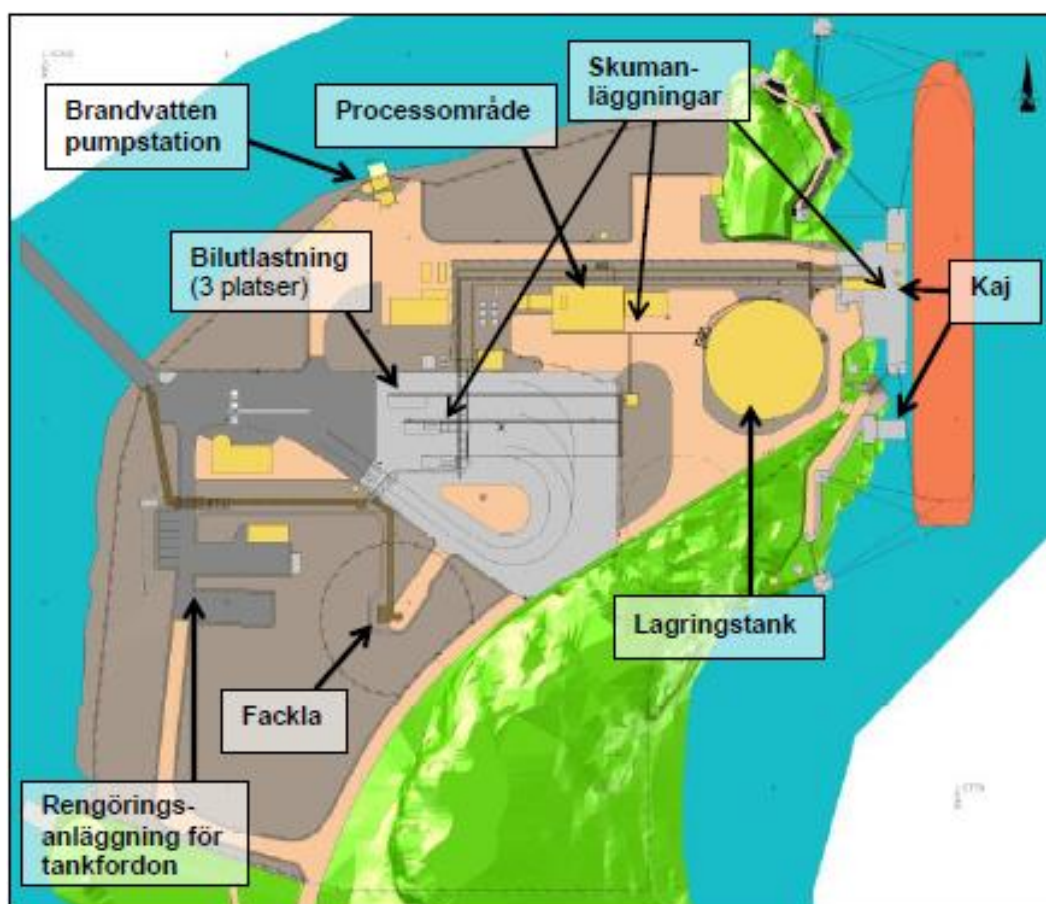 Skuman-
läggningar
Brandvatten
pumpstation
Processområde
Bilutlastning
(3 platser)
Kaj
Lagringstank
Fackla
Rengörings-
anläggning för
tankfordon